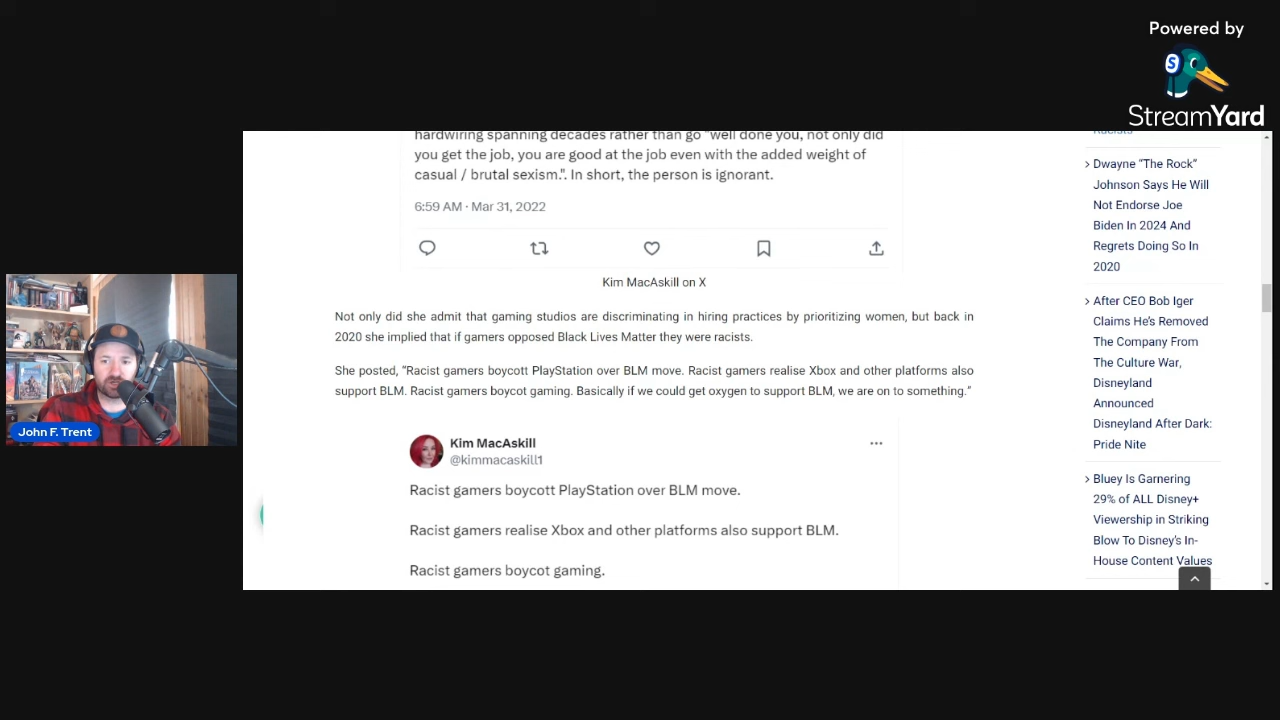 Powered by
StreamYard
hardwiring spanning decades rather than go "well done you, not only did
you get the job, you are good at the job even with the added weight of
casual / brutal sexism.". In short, the person is ignorant.
6:59 AM · Mar 31, 2022
Kim MacAskill on X
Not only did she admit that gaming studios are discriminating in hiring practices by prioritizing women, but back in
2020 she implied that if gamers opposed Black Lives Matter they were racists.
She posted, “Racist gamers boycott PlayStation over BLM move. Racist gamers realise Xbox and other platforms also
support BLM. Racist gamers boycot gaming. Basically if we could get oxygen to support BLM, we are on to something.”
Kim MacAskill
@kimmacaskill1
Racist gamers boycott PlayStation over BLM move.
Racist gamers realise Xbox and other platforms also support BLM.
Racist gamers boycot gaming.
Racists
Dwayne “The Rock”
Johnson Says He Will
Not Endorse Joe
Biden In 2024 And
Regrets Doing So In
2020
After CEO Bob Iger
Claims He’s Removed
The Company From
The Culture War,
Disneyland
Announced
Disneyland After Dark:
Pride Nite
Bluey Is Garnering
29% of ALL Disney+
Viewership in Striking
Blow To Disney’s In-
House Content Values
John F. Trent